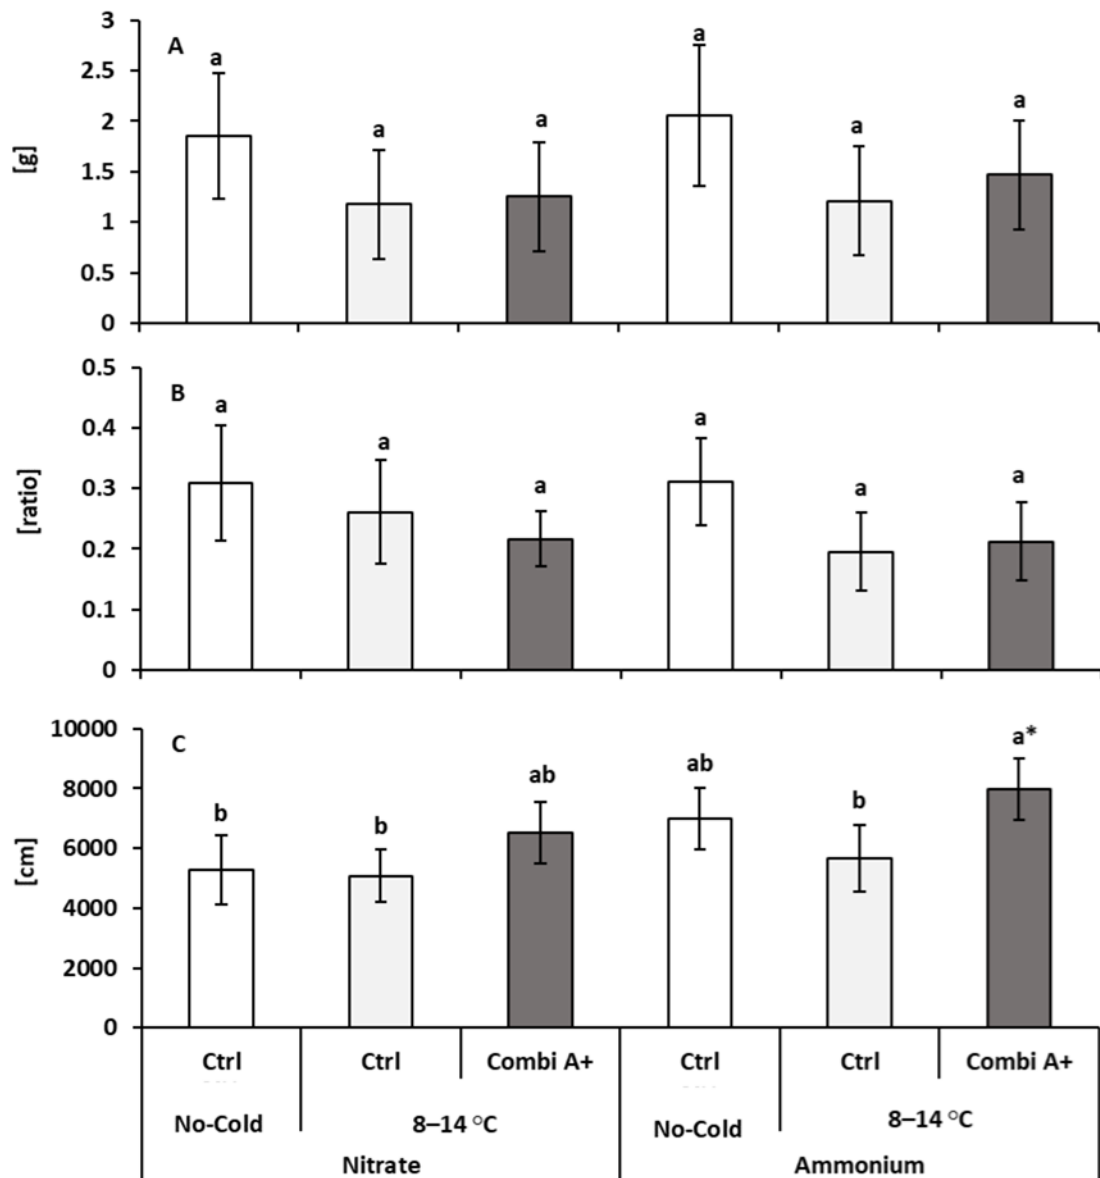 A
[g]
3
2.5
2
1.5
1
0.5
0
a a a a a a
B
[ratio]
0.5
0.4
0.3
0.2
0.1
0
a a a a a a
C
[cm]
10000
8000
6000
4000
2000
0
b b ab ab b a*
Ctrl Ctrl Combi A+ Ctrl Ctrl Combi A+
No-Cold 8–14 °C No-Cold 8–14 °C
Nitrate Ammonium